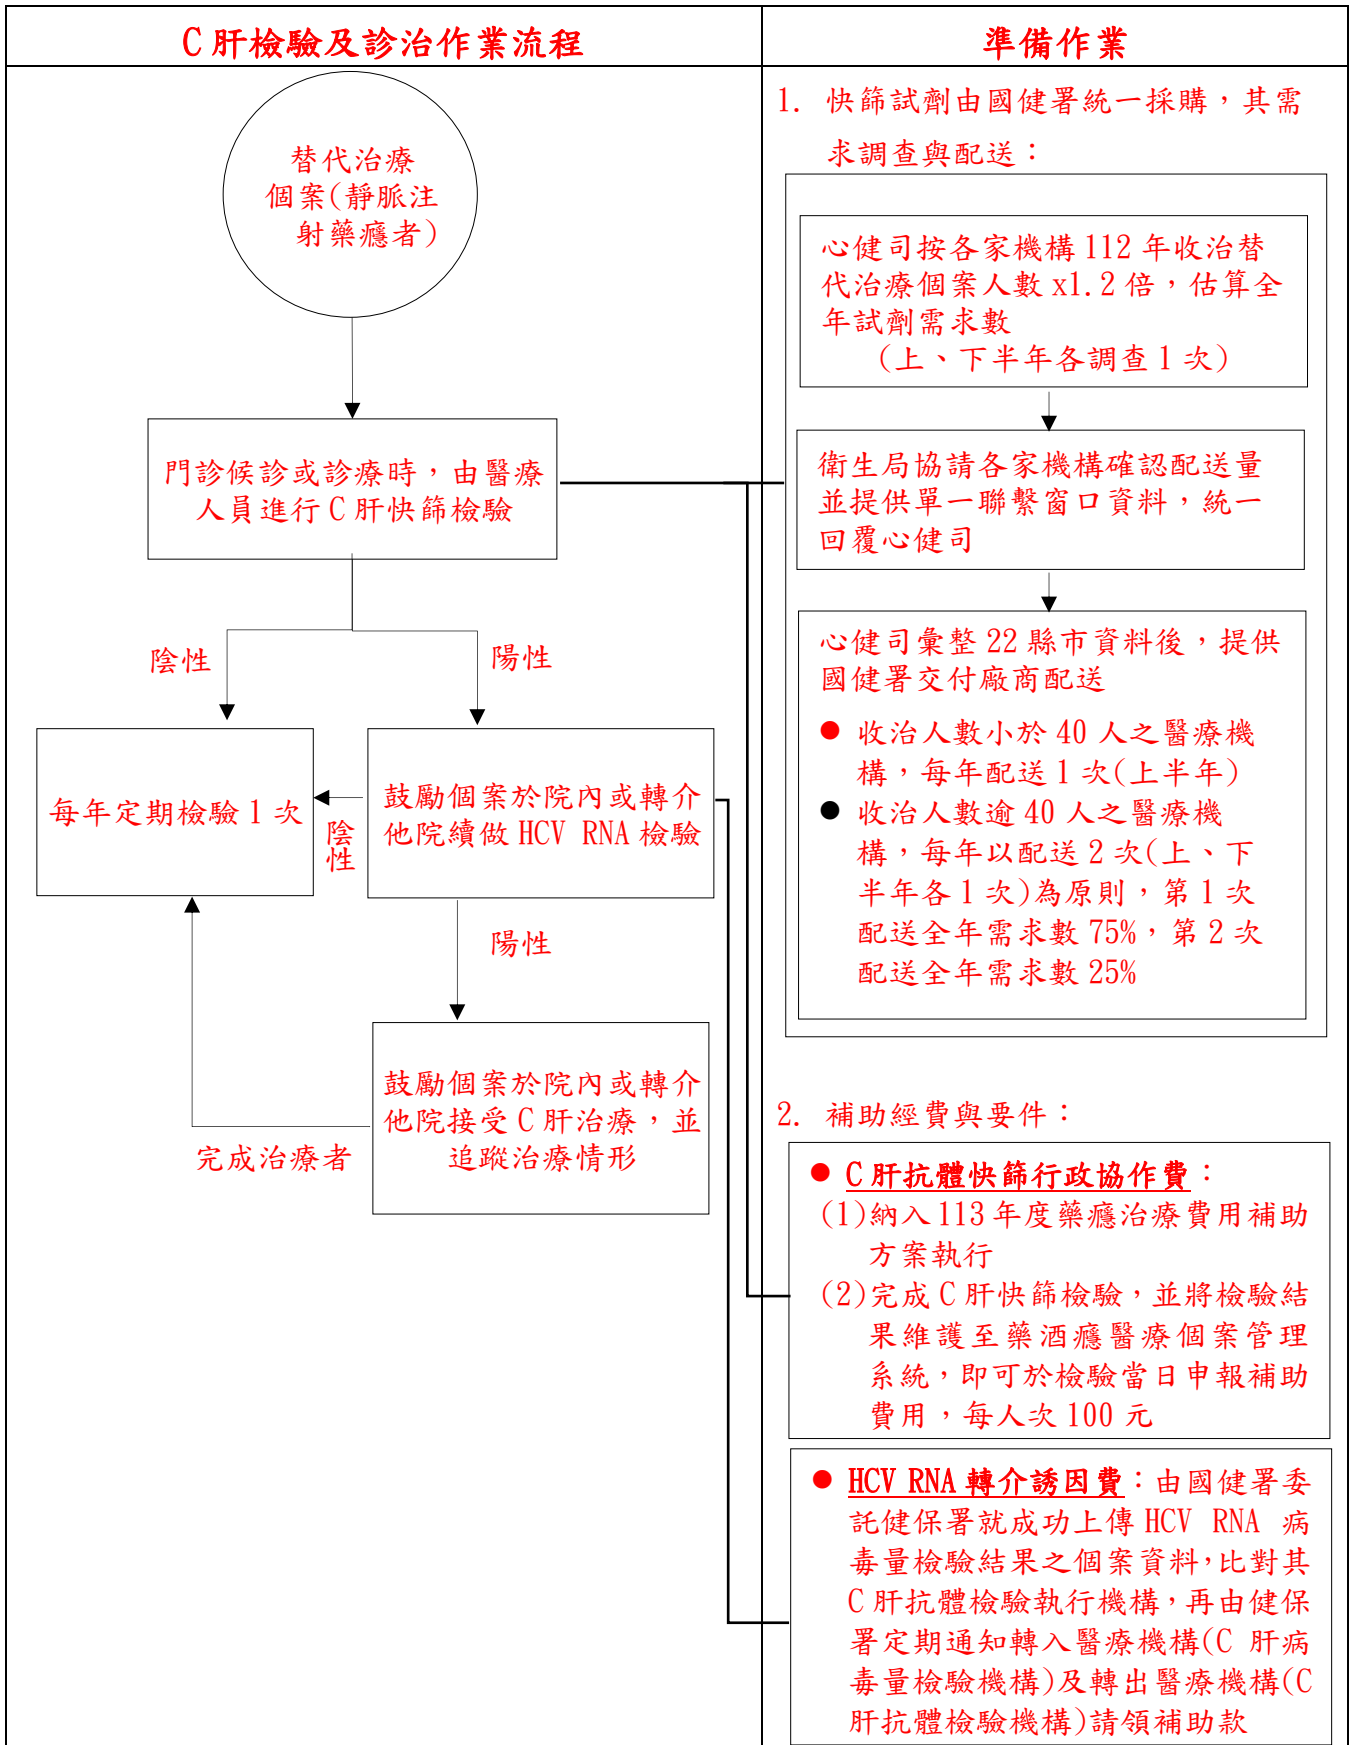 C肝檢驗及診治作業流程
準備作業
替代治療
個案(靜脈注
射藥癮者)
門診候診或診療時，由醫療
人員進行C肝快篩檢驗
陰性
陽性
每年定期檢驗1次
陰
性
鼓勵個案於院內或轉介
他院續做HCV RNA檢驗
陽性
鼓勵個案於院內或轉介
他院接受C肝治療，並
追蹤治療情形
完成治療者
1. 快篩試劑由國健署統一採購，其需
求調查與配送：
心健司按各家機構112年收治替
代治療個案人數x1.2倍，估算全
年試劑需求數
(上、下半年各調查1次)
衛生局協請各家機構確認配送量
並提供單一聯繫窗口資料，統一
回覆心健司
心健司彙整22縣市資料後，提供
國健署交付廠商配送
● 收治人數小於40人之醫療機
構，每年配送1次(上半年)
● 收治人數逾40人之醫療機
構，每年以配送2次(上、下
半年各1次)為原則，第1次
配送全年需求數75%，第2次
配送全年需求數25%
2. 補助經費與要件：
● C肝抗體快篩行政協作費：
(1)納入113年度藥癮治療費用補助
方案執行
(2)完成C肝快篩檢驗，並將檢驗結
果維護至藥酒癮醫療個案管理
系統，即可於檢驗當日申報補助
費用，每人次100元
● HCV RNA轉介誘因費：由國健署委
託健保署就成功上傳HCV RNA 病
毒量檢驗結果之個案資料，比對其
C肝抗體檢驗執行機構，再由健保
署定期通知轉入醫療機構(C 肝病
毒量檢驗機構)及轉出醫療機構(C
肝抗體檢驗機構)請領補助款